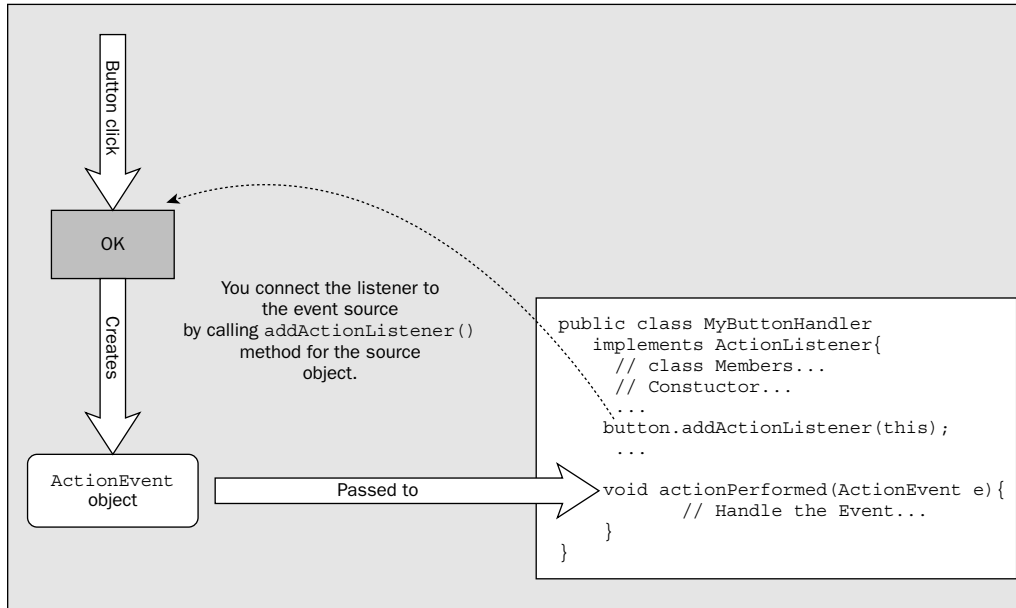 Button click
OK
Creates
You connect the listener to
the event source
by calling addActionListener()
method for the source
object.
ActionEvent
object
Passed to
public class MyButtonHandler
implements ActionListener{
// class Members...
// Constuctor...
...
button.addActionListener(this);
...
void actionPerformed(ActionEvent e){
// Handle the Event...
}
}